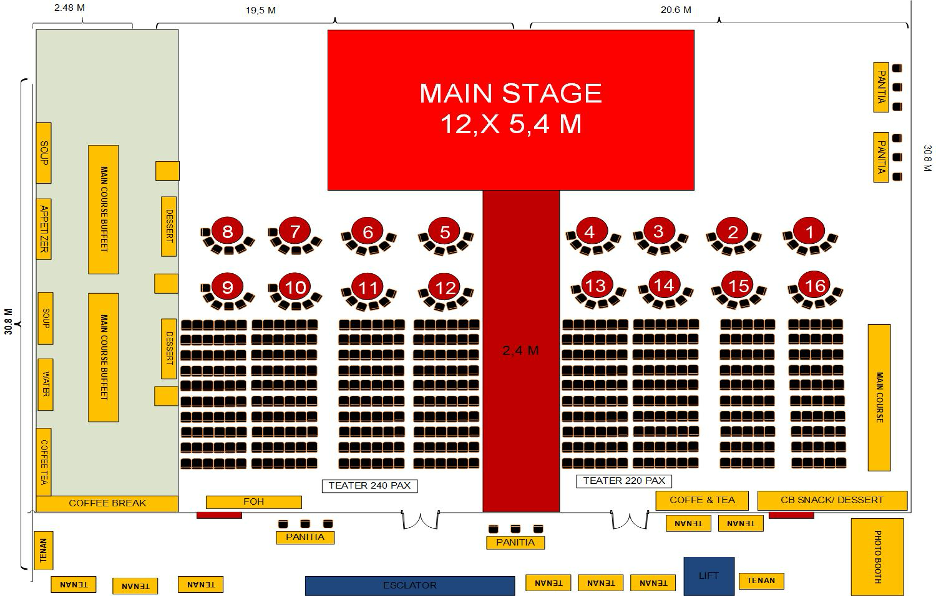 2.48 M
19,5 M
20.6 M
MAIN STAGE
12,X 5,4 M
PANITIA
PANITIA
30,8 M
30,8 M
SOUP
APPETIZER
SOUP
WATER
COFFEE TEA
MAIN COURSE BUFFET
MAIN COURSE BUFFET
DESSERT
DESSERT
8
7
6
5
4
3
2
1
9
10
11
12
13
14
15
16
2,4 M
MAIN COURSE
TEATER 240 PAX
TEATER 220 PAX
COFFEE BREAK
FOH
COFFE & TEA
CB SNACK/ DESSERT
TENAN
TENAN
TENAN
PANITIA
PANITIA
PHOTO BOOTH
TENAN
TENAN
TENAN
ESCLATOR
TENAN
TENAN
TENAN
LIFT
TENAN